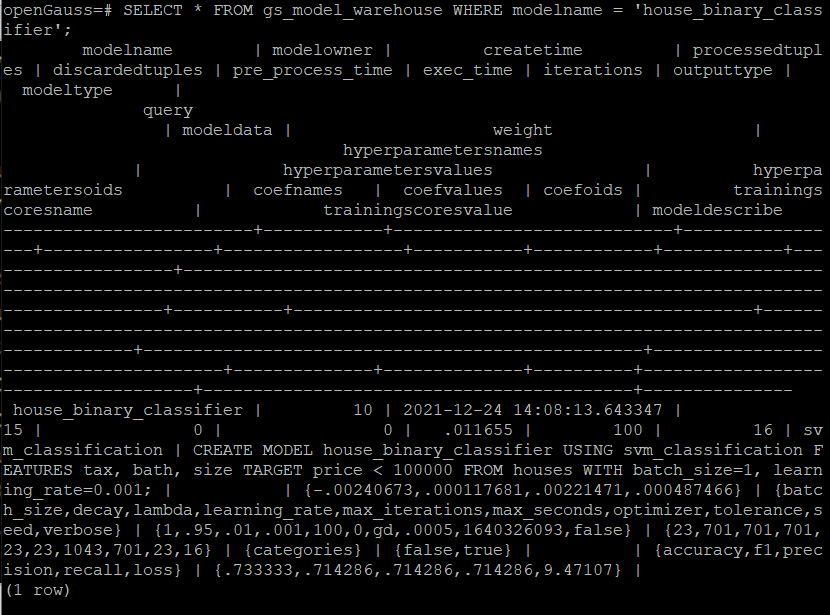 openGauss=# SELECT * FROM gs_model_warehouse WHERE modelname = 'house_binary_class
ifier';
modelname | modelowner | createtime | processedtupl
es | discardedtuples | pre_process_time | exec_time | iterations | outputtype |
modeltype |
query
| modeldata | weight |
hyperparametersnames
| hyperparametersvalues | hyperpa
rametersoids | coefnames | coefvalues | coefoids | trainings
coresname | trainingscoresvalue | modeldescribe
-------------------------+------------+----------------------------+--------------
---+-----------------+------------------+-----------+------------+------------+---
-----------------+----------------------------------------------------------------
----------------------------------------------------------------------------------
----------------+-----------+----------------------------------------------+------
----------------------------------------------------------------------------------
-------------+--------------------------------------------------+-----------------
----------------------+--------------+--------------+----------+------------------
-------------------+-------------------------------------------+---------------
house_binary_classifier | 10 | 2021-12-24 14:08:13.643347 |
15 | 0 | 0 | .011655 | 100 | 16 | sv
m_classification | CREATE MODEL house_binary_classifier USING svm_classification F
EATURES tax, bath, size TARGET price < 100000 FROM houses WITH batch_size=1, learn
ing_rate=0.001; | | {-.00240673,.000117681,.00221471,.000487466} | {batc
h_size,decay,lambda,learning_rate,max_iterations,max_seconds,optimizer,tolerance,s
eed,verbose} | {1,.95,.01,.001,100,0,gd,.0005,1640326093,false} | {23,701,701,701,
23,23,1043,701,23,16} | {categories} | {false,true} | | {accuracy,f1,prec
ision,recall,loss} | {.733333,.714286,.714286,.714286,9.47107} |
(1 row)